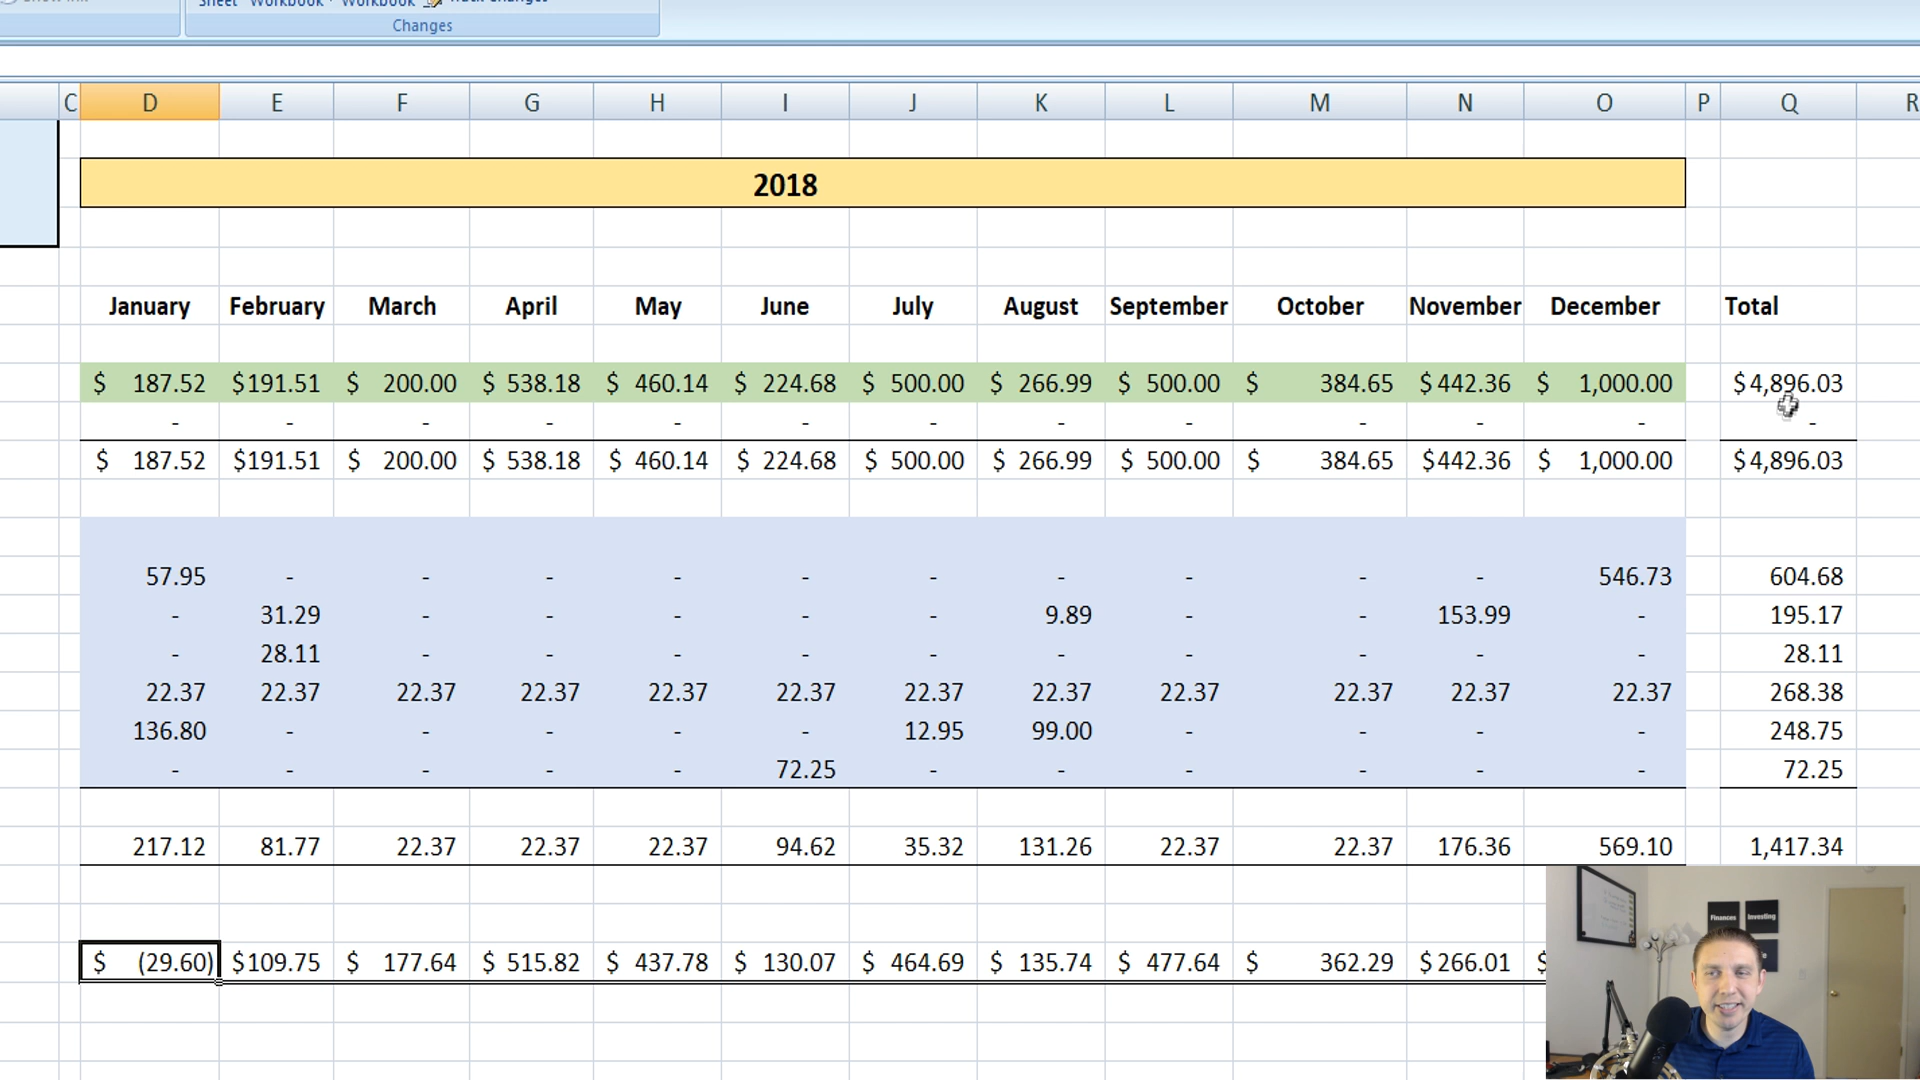 Sheet Workbook Workbook Track Changes
Changes
C D E F G H I J K L M N O P Q R
2018
January February March April May June July August September October November December Total
$ 187.52 $191.51 $ 200.00 $ 538.18 $ 460.14 $ 224.68 $ 500.00 $ 266.99 $ 500.00 $ 384.65 $ 442.36 $ 1,000.00 $ 4,896.03
- - - - - - - - - - - - -
$ 187.52 $191.51 $ 200.00 $ 538.18 $ 460.14 $ 224.68 $ 500.00 $ 266.99 $ 500.00 $ 384.65 $442.36 $ 1,000.00 $ 4,896.03
57.95 - - - - - - - - - - 546.73 604.68
- 31.29 - - - - - 9.89 - - 153.99 - 195.17
- 28.11 - - - - - - - - - - 28.11
22.37 22.37 22.37 22.37 22.37 22.37 22.37 22.37 22.37 22.37 22.37 22.37 268.38
136.80 - - - - - 12.95 99.00 - - - - 248.75
- - - - - 72.25 - - - - - - 72.25
217.12 81.77 22.37 22.37 22.37 94.62 35.32 131.26 22.37 22.37 176.36 569.10 1,417.34
$ (29.60) $109.75 $ 177.64 $ 515.82 $ 437.78 $ 130.07 $ 464.69 $ 135.74 $ 477.64 $ 362.29 $ 266.01 $
Finances Investing